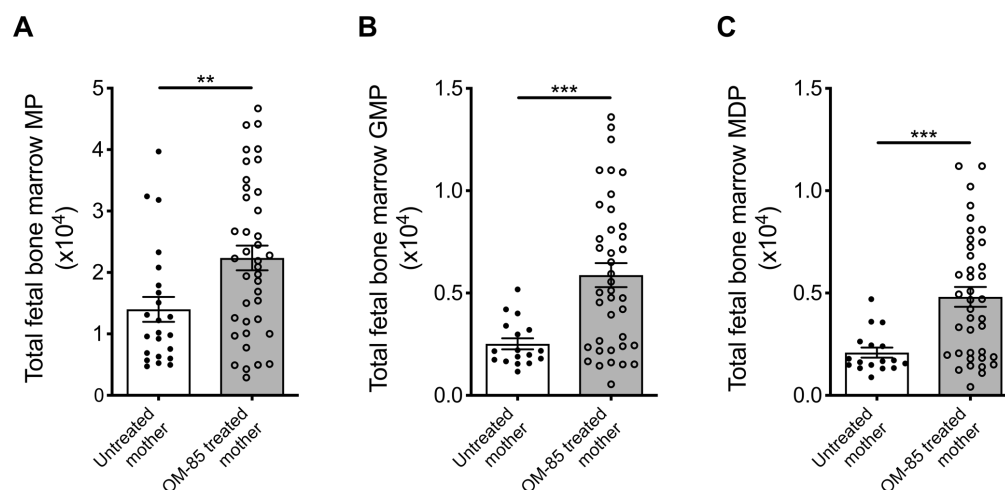 A
B
C
Total fetal bone marrow MP
(x10⁴)
5
4
3
2
1
0
**
Untreated
mother
OM-85 treated
mother
Total fetal bone marrow GMP
(x10⁴)
1.5
1.0
0.5
0.0
***
Untreated
mother
OM-85 treated
mother
Total fetal bone marrow MDP
(x10⁴)
1.5
1.0
0.5
0.0
***
Untreated
mother
OM-85 treated
mother